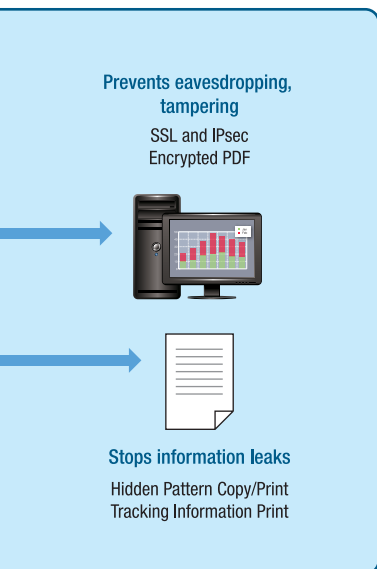 Prevents eavesdropping,
tampering
SSL and IPsec
Encrypted PDF
Stops information leaks
Hidden Pattern Copy/Print
Tracking Information Print